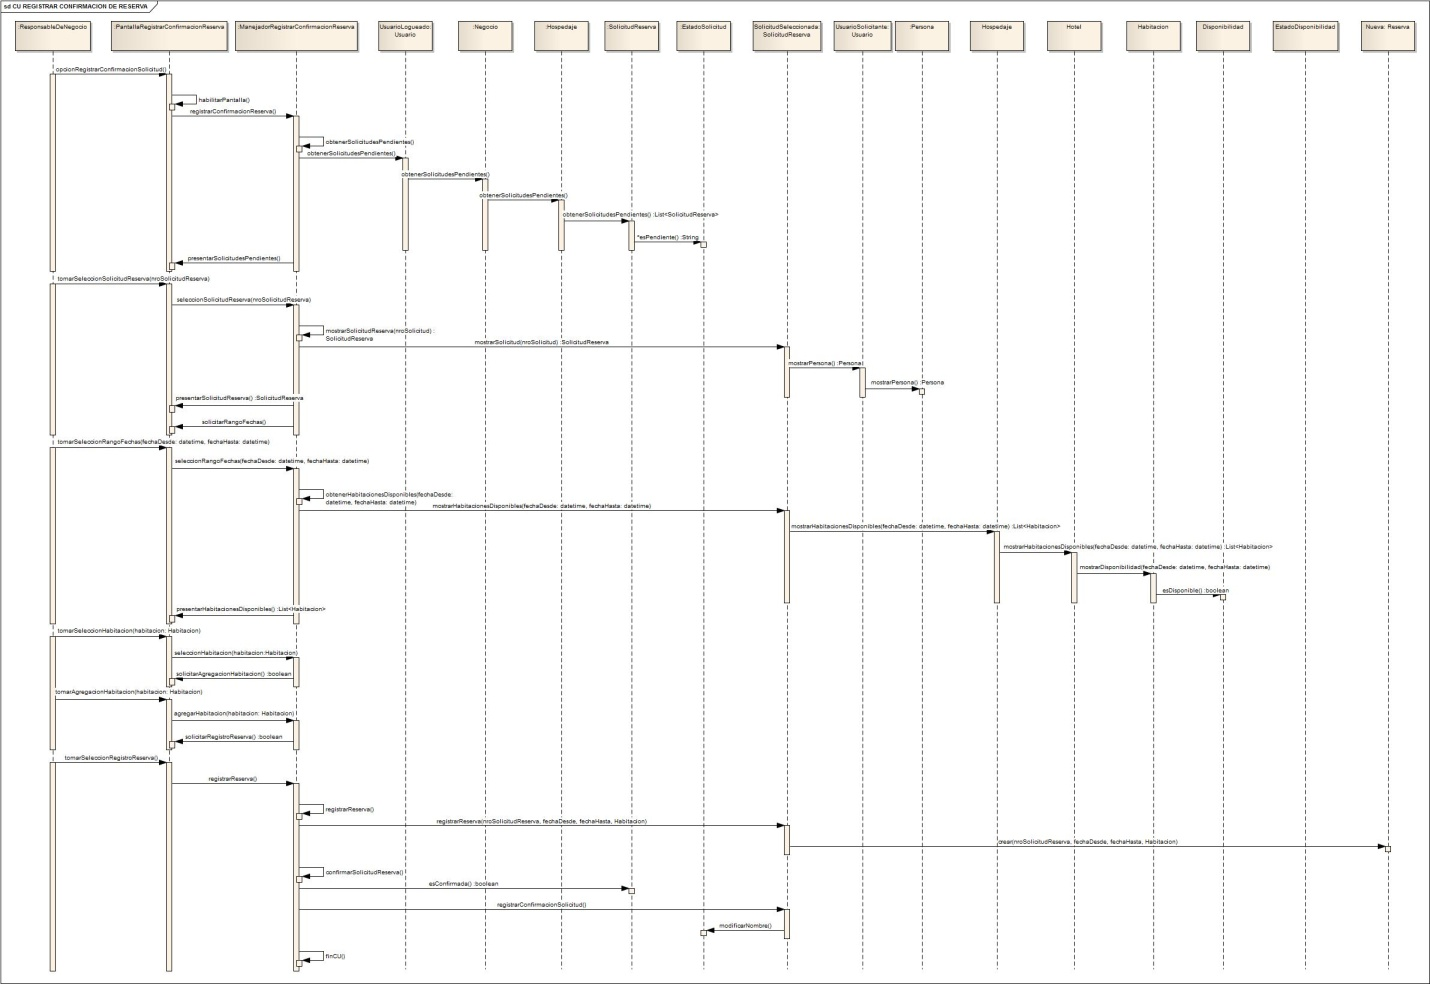 sd CU REGISTRAR CONFIRMACION DE RESERVA
ResponsableDeNegocio
:PantallaRegistrarConfirmacionReserva
:ManejadorRegistrarConfirmacionReserva
UsuarioLogueado:
Usuario
:Negocio
:Hospedaje
:SolicitudReserva
:EstadoSolicitud
SolicitudSeleccionada:
SolicitudReserva
UsuarioSolicitante:
Usuario
:Persona
Hospedaje
Hotel
Habitacion
Disponibilidad
EstadoDisponibilidad
Nueva: Reserva
opcionRegistrarConfirmacionSolicitud()
habilitarPantalla()
registrarConfirmacionReserva()
obtenerSolicitudesPendientes()
obtenerSolicitudesPendientes()
obtenerSolicitudesPendientes()
obtenerSolicitudesPendientes()
obtenerSolicitudesPendientes() :List<SolicitudReserva>
*esPendiente() :String
presentarSolicitudesPendientes()
tomarSeleccionSolicitudReserva(nroSolicitudReserva)
seleccionSolicitudReserva(nroSolicitudReserva)
mostrarSolicitudReserva(nroSolicitud) :
SolicitudReserva
mostrarSolicitud(nroSolicitud) :SolicitudReserva
mostrarPersona() :Persona
mostrarPersona() :Persona
presentarSolicitudReserva() :SolicitudReserva
solicitarRangoFechas()
tomarSeleccionRangoFechas(fechaDesde: datetime, fechaHasta: datetime)
seleccionRangoFechas(fechaDesde: datetime, fechaHasta: datetime)
obtenerHabitacionesDisponibles(fechaDesde:
datetime, fechaHasta: datetime)
mostrarHabitacionesDisponibles(fechaDesde: datetime, fechaHasta: datetime)
mostrarHabitacionesDisponibles(fechaDesde: datetime, fechaHasta: datetime) :List<Habitacion>
mostrarHabitacionesDisponibles(fechaDesde: datetime, fechaHasta: datetime) :List<Habitacion>
mostrarDisponibilidad(fechaDesde: datetime, fechaHasta: datetime)
esDisponible() :boolean
presentarHabitacionesDisponibles() :List<Habitacion>
tomarSeleccionHabitacion(habitacion: Habitacion)
seleccionHabitacion(habitacion:Habitacion)
solicitarAgregacionHabitacion() :boolean
tomarAgregacionHabitacion(habitacion: Habitacion)
agregarHabitacion(habitacion: Habitacion)
solicitarRegistroReserva() :boolean
tomarSeleccionRegistroReserva()
registrarReserva()
registrarReserva()
registrarReserva(nroSolicitudReserva, fechaDesde, fechaHasta, Habitacion)
crear(nroSolicitudReserva, fechaDesde, fechaHasta, Habitacion)
confirmarSolicitudReserva()
esConfirmada() :boolean
registrarConfirmacionSolicitud()
modificarNombre()
finCU()